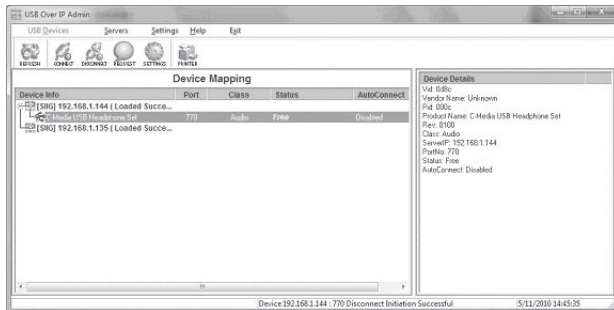 USB Over IP Admin
USB Devices Servers Settings Help Exit
REFRESH CONNECT DISCONNECT REQUEST SETTINGS PRINTER
Device Mapping
Device Info Port Class Status AutoConnect
[SIIG] 192.168.1.144 ( Loaded Succe...
C-Media USB Headphone Set 770 Audio Free Disabled
[SIIG] 192.168.1.135 ( Loaded Succe...
Device Details
Vid: 0d8c
Vendor Name: Unknown
Pid: 000c
Product Name: C-Media USB Headphone Set
Rev: 0100
Class: Audio
ServerIP: 192.168.1.144
PortNo: 770
Status: Free
AutoConnect: Disabled
Device 192.168.1.144 : 770 Disconnect Initiation Successful 5/11/2010 14:45:35